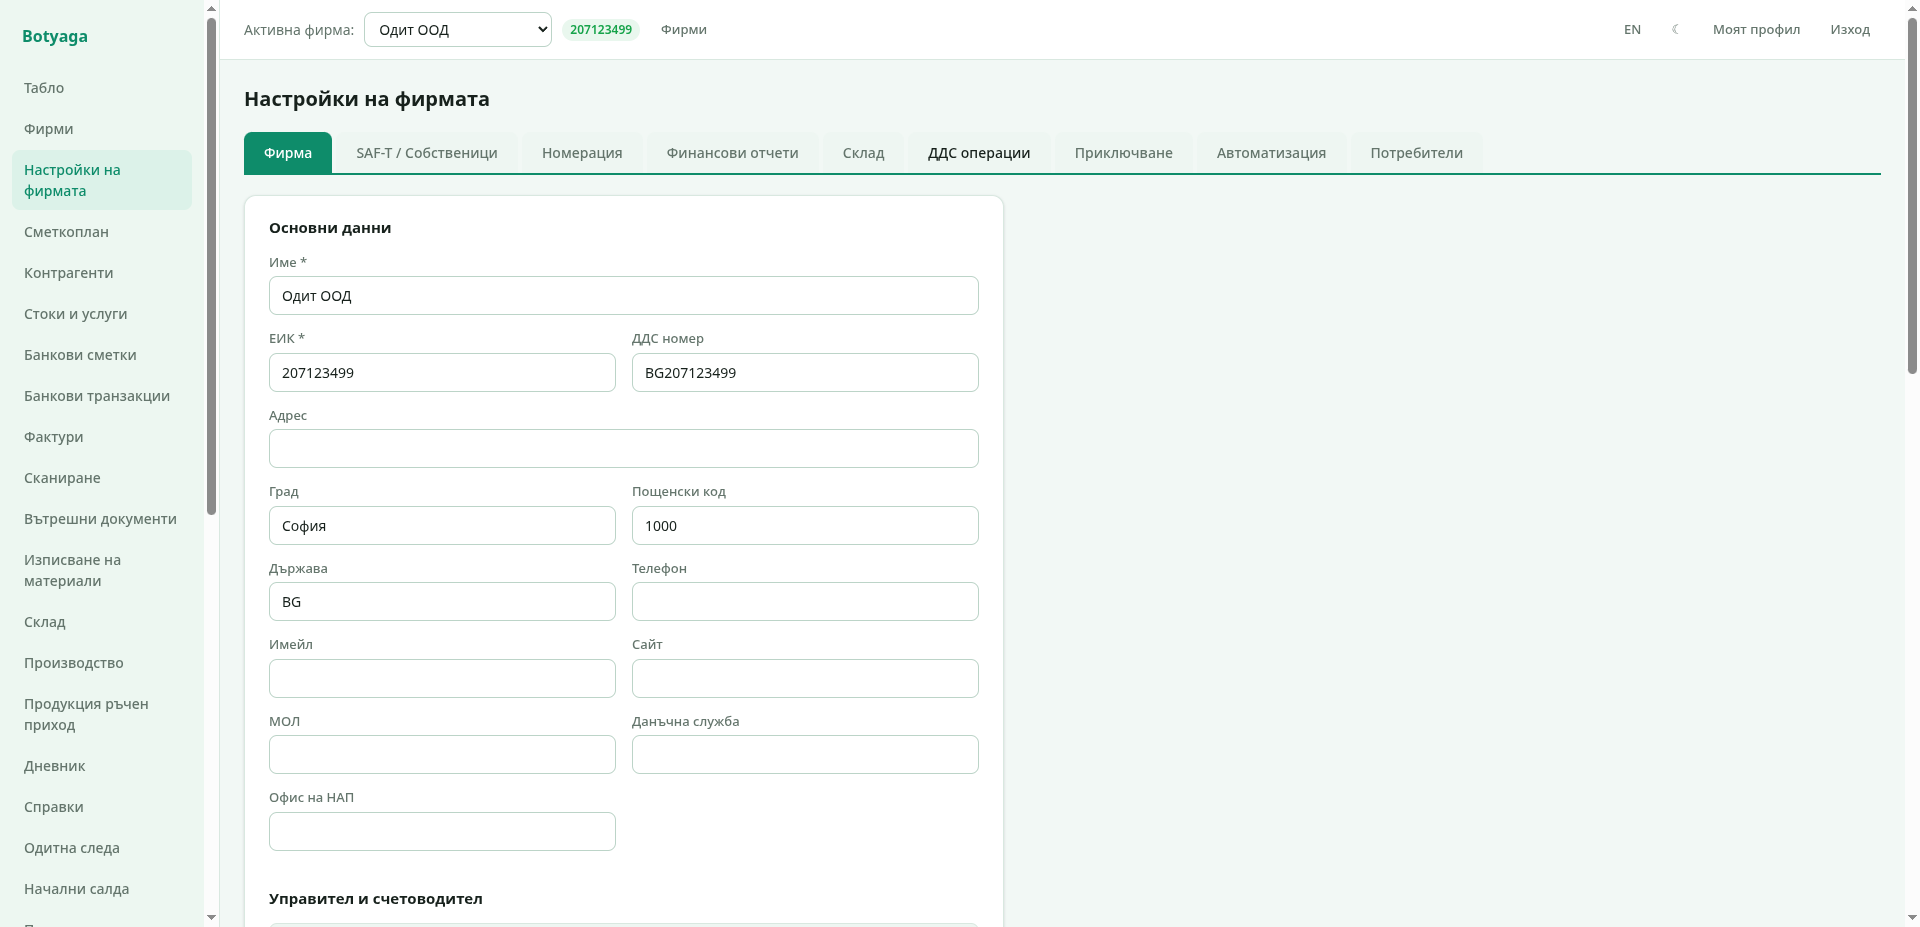 Botyaga
Табло
Фирми
Настройки на
фирмата
Сметкоплан
Контрагенти
Стоки и услуги
Банкови сметки
Банкови транзакции
Фактури
Сканиране
Вътрешни документи
Изписване на
материали
Склад
Производство
Продукция ръчен
приход
Дневник
Справки
Одитна следа
Начални салда
Активна фирма: Одит ООД 207123499 Фирми
EN ☾ Моят профил Изход
Настройки на фирмата
Фирма SAF-T / Собственици Номерация Финансови отчети Склад ДДС операции Приключване Автоматизация Потребители
Основни данни
Име *
Одит ООД
ЕИК * ДДС номер
207123499 BG207123499
Адрес
Град Пощенски код
София 1000
Държава Телефон
BG
Имейл Сайт
МОЛ Данъчна служба
Офис на НАП
Управител и счетоводител